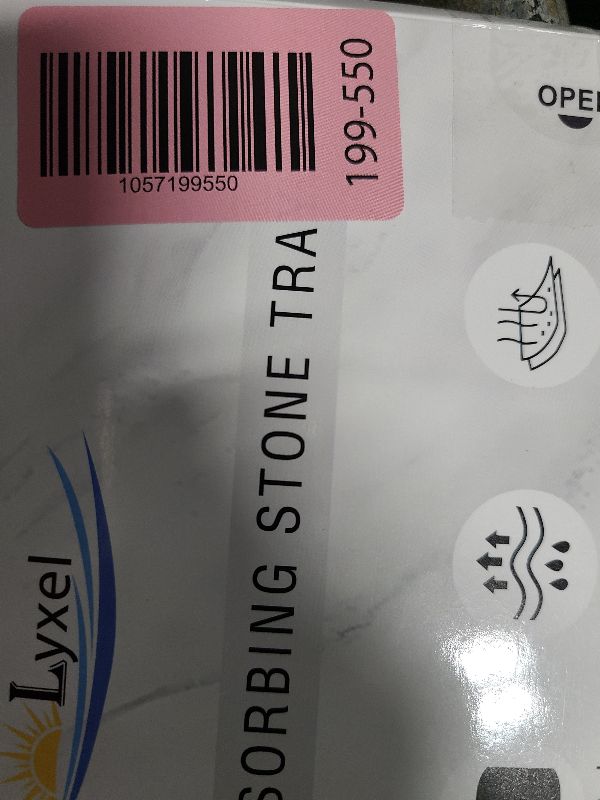 1057199550
199-550
OPE
Lyxel
SORBING STONE TRA